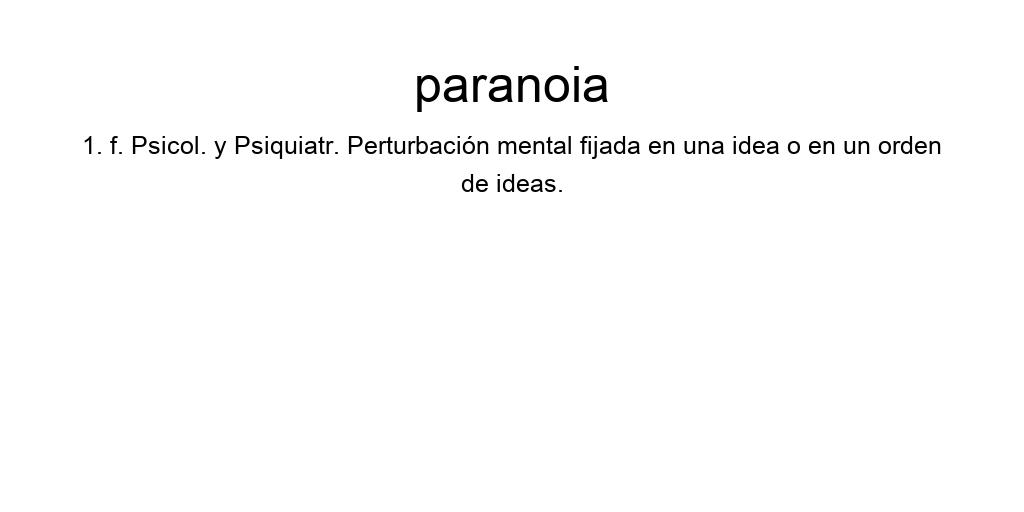 paranoia
1. f. Psicol. y Psiquiatr. Perturbación mental fijada en una idea o en un orden
de ideas.